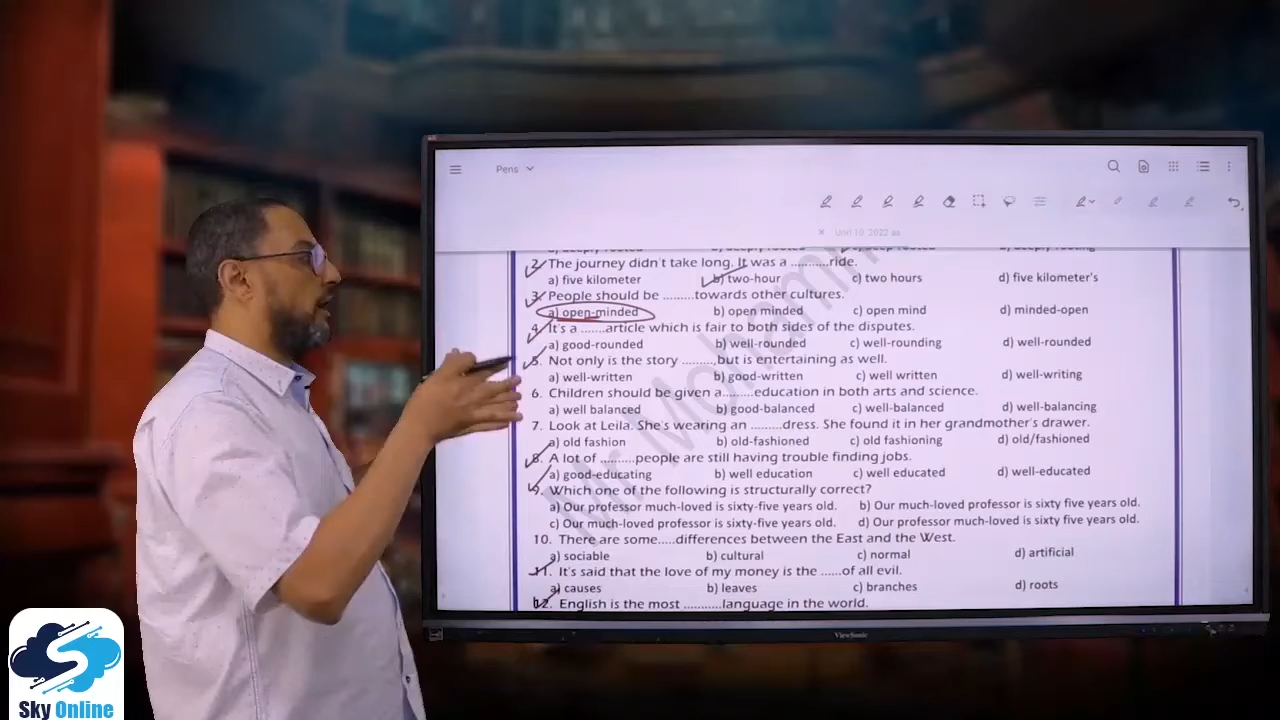 Pens
Unit 10 2022 aa
2. The journey didn't take long. It was a ..........ride.
a) five kilometer b) two-hour c) two hours d) five kilometer's
3. People should be .........towards other cultures.
a) open-minded b) open minded c) open mind d) minded-open
4. It's a .......article which is fair to both sides of the disputes.
a) good-rounded b) well-rounded c) well-rounding d) well-rounded
5. Not only is the story .........,but is entertaining as well.
a) well-written b) good-written c) well written d) well-writing
6. Children should be given a.........education in both arts and science.
a) well balanced b) good-balanced c) well-balanced d) well-balancing
7. Look at Leila. She's wearing an .........dress. She found it in her grandmother's drawer.
a) old fashion b) old-fashioned c) old fashioning d) old/fashioned
8. A lot of ..........people are still having trouble finding jobs.
a) good-educating b) well education c) well educated d) well-educated
9. Which one of the following is structurally correct?
a) Our professor much-loved is sixty-five years old. b) Our much-loved professor is sixty five years old.
c) Our much-loved professor is sixty-five years old. d) Our professor much-loved is sixty five years old.
10. There are some.....differences between the East and the West.
a) sociable b) cultural c) normal d) artificial
11. It's said that the love of my money is the ......of all evil.
a) causes b) leaves c) branches d) roots
12. English is the most ...........language in the world.
ViewSonic
Sky Online